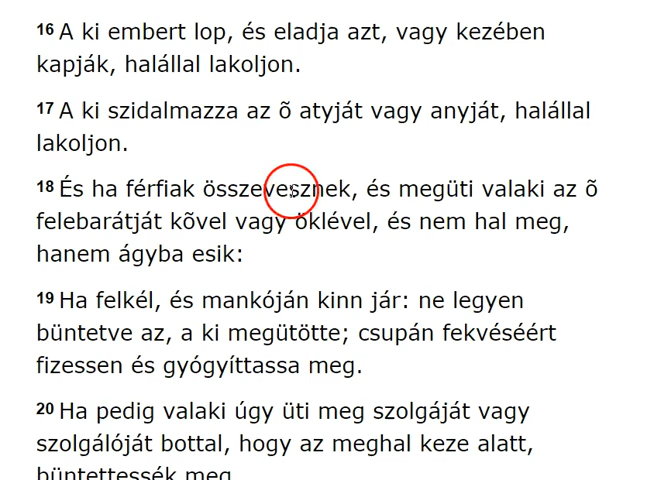 16 A ki embert lop, és eladja azt, vagy kezében
kapják, halállal lakoljon.
17 A ki szidalmazza az õ atyját vagy anyját, halállal
lakoljon.
18 És ha férfiak összevesznek, és megüti valaki az õ
felebarátját kõvel vagy öklével, és nem hal meg,
hanem ágyba esik:
19 Ha felkél, és mankóján kinn jár: ne legyen
büntetve az, a ki megütötte; csupán fekvéséért
fizessen és gyógyíttassa meg.
20 Ha pedig valaki úgy üti meg szolgáját vagy
szolgálóját bottal, hogy az meghal keze alatt,
büntettessék meg